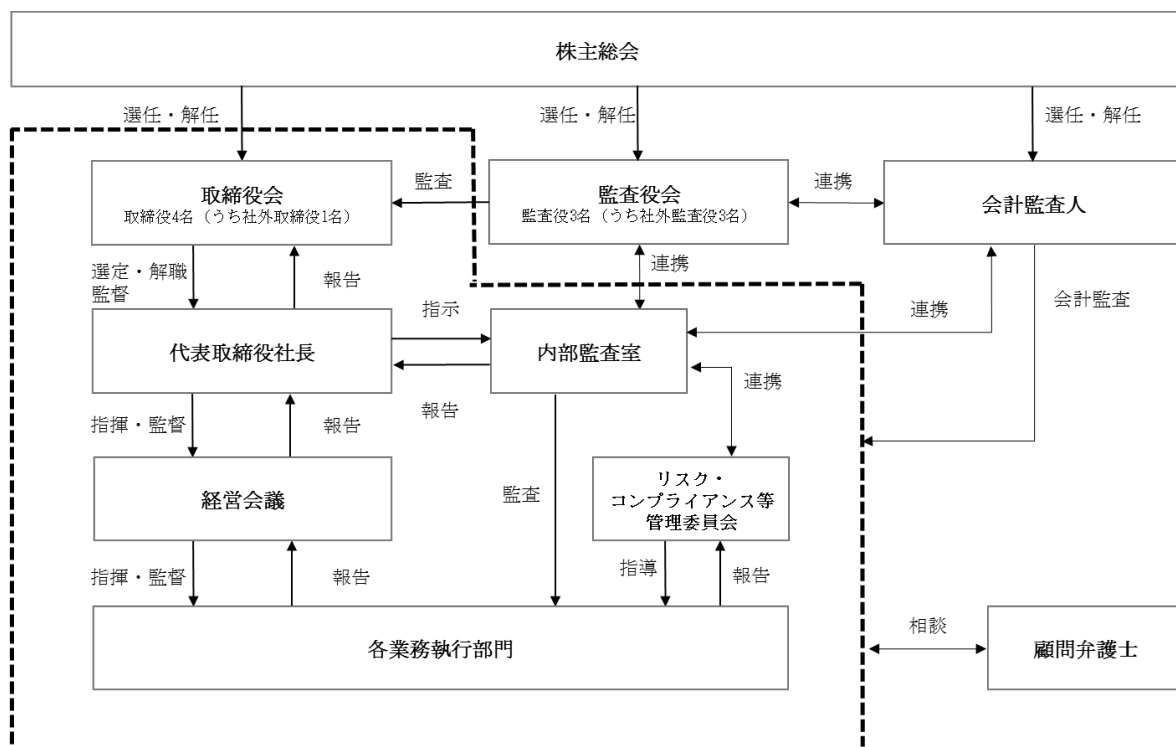 株主総会
選任・解任
選任・解任
選任・解任
取締役会
取締役4名（うち社外取締役1名）
監査
監査役会
監査役3名（うち社外監査役3名）
連携
会計監査人
選定・解職
監督
報告
連携
会計監査
指示
連携
代表取締役社長
内部監査室
報告
連携
指揮・監督
報告
経営会議
監査
リスク・
コンプライアンス等
管理委員会
指揮・監督
報告
指導
報告
各業務執行部門
相談
顧問弁護士